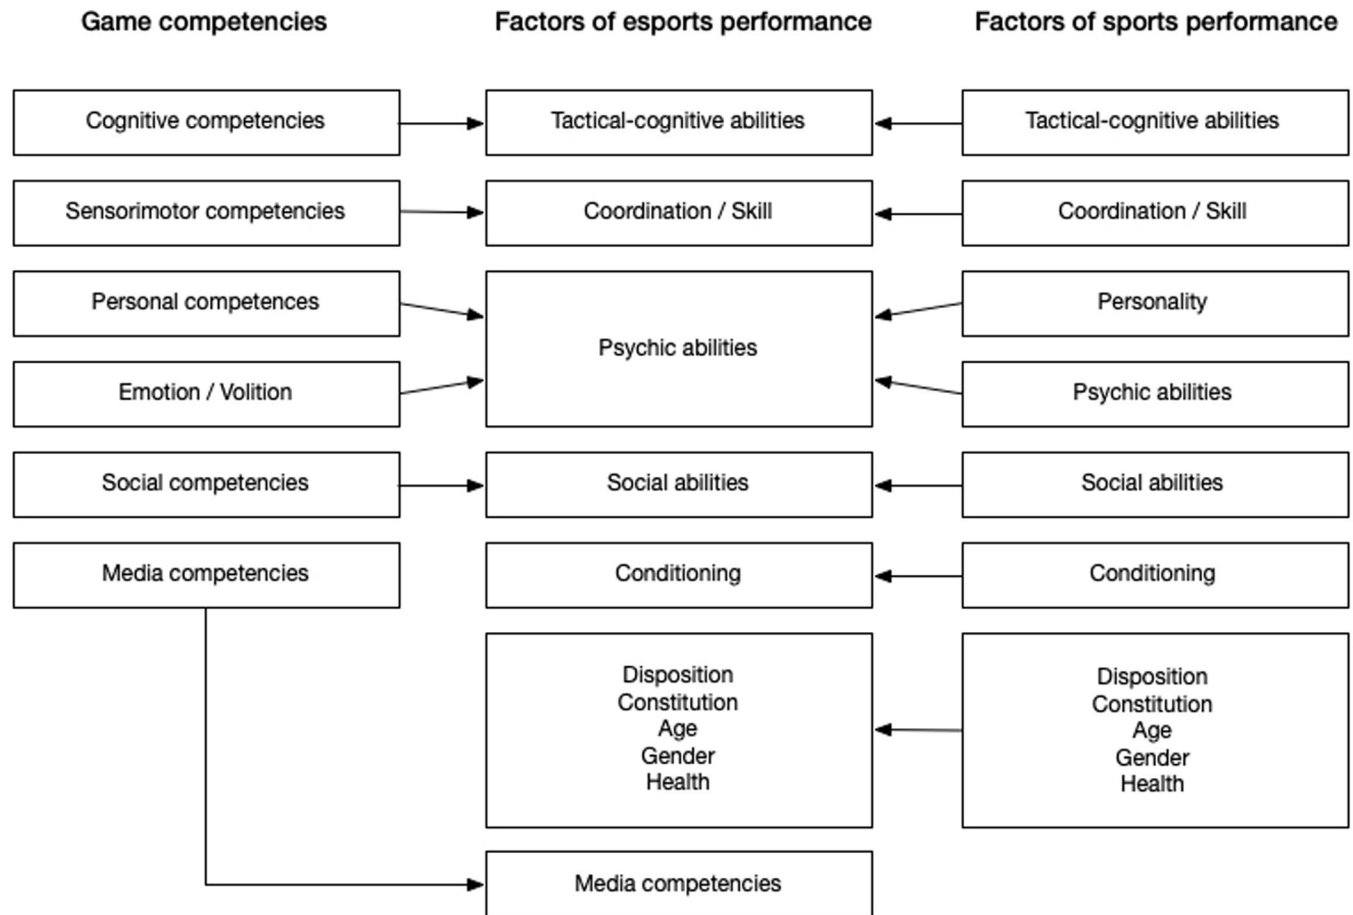 Game competencies
Factors of esports performance
Factors of sports performance
Cognitive competencies
Tactical-cognitive abilities
Tactical-cognitive abilities
Sensorimotor competencies
Coordination / Skill
Coordination / Skill
Personal competences
Personality
Psychic abilities
Emotion / Volition
Psychic abilities
Social competencies
Social abilities
Social abilities
Media competencies
Conditioning
Conditioning
Disposition
Constitution
Age
Gender
Health
Disposition
Constitution
Age
Gender
Health
Media competencies